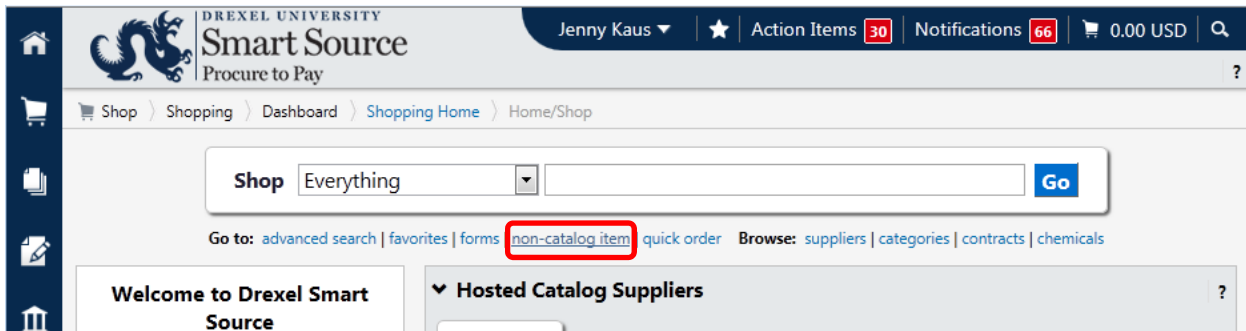 DREXEL UNIVERSITY
Smart Source
Procure to Pay
Jenny Kaus ▼ | ★ | Action Items 30 | Notifications 66 | 0.00 USD |
?
Shop 〉 Shopping 〉 Dashboard 〉 Shopping Home 〉 Home/Shop
Shop Everything Go
Go to: advanced search | favorites | forms | non-catalog item | quick order Browse: suppliers | categories | contracts | chemicals
Welcome to Drexel Smart
Source
Hosted Catalog Suppliers ?